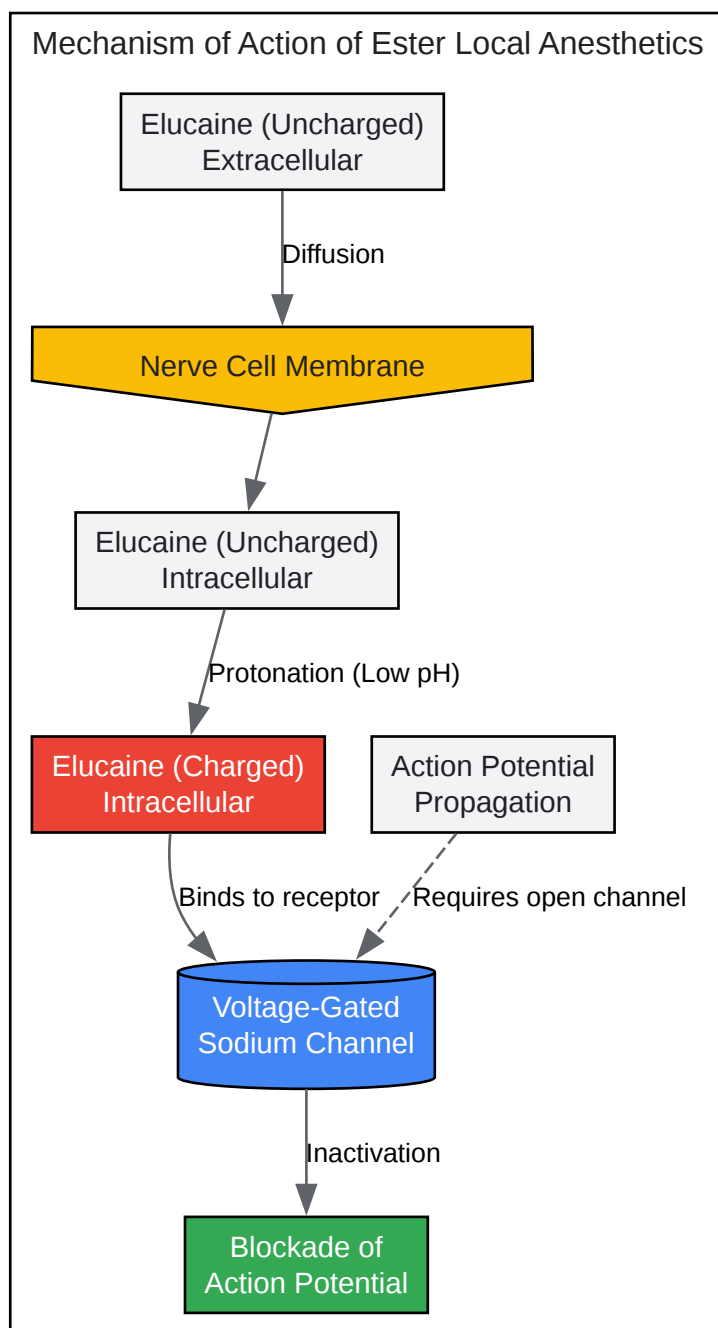 Mechanism of Action of Ester Local Anesthetics
Elucaine (Uncharged)
Extracellular
Diffusion
Nerve Cell Membrane
Elucaine (Uncharged)
Intracellular
Protonation (Low pH)
Elucaine (Charged)
Intracellular
Action Potential
Propagation
Binds to receptor
Requires open channel
Voltage-Gated
Sodium Channel
Inactivation
Blockade of
Action Potential